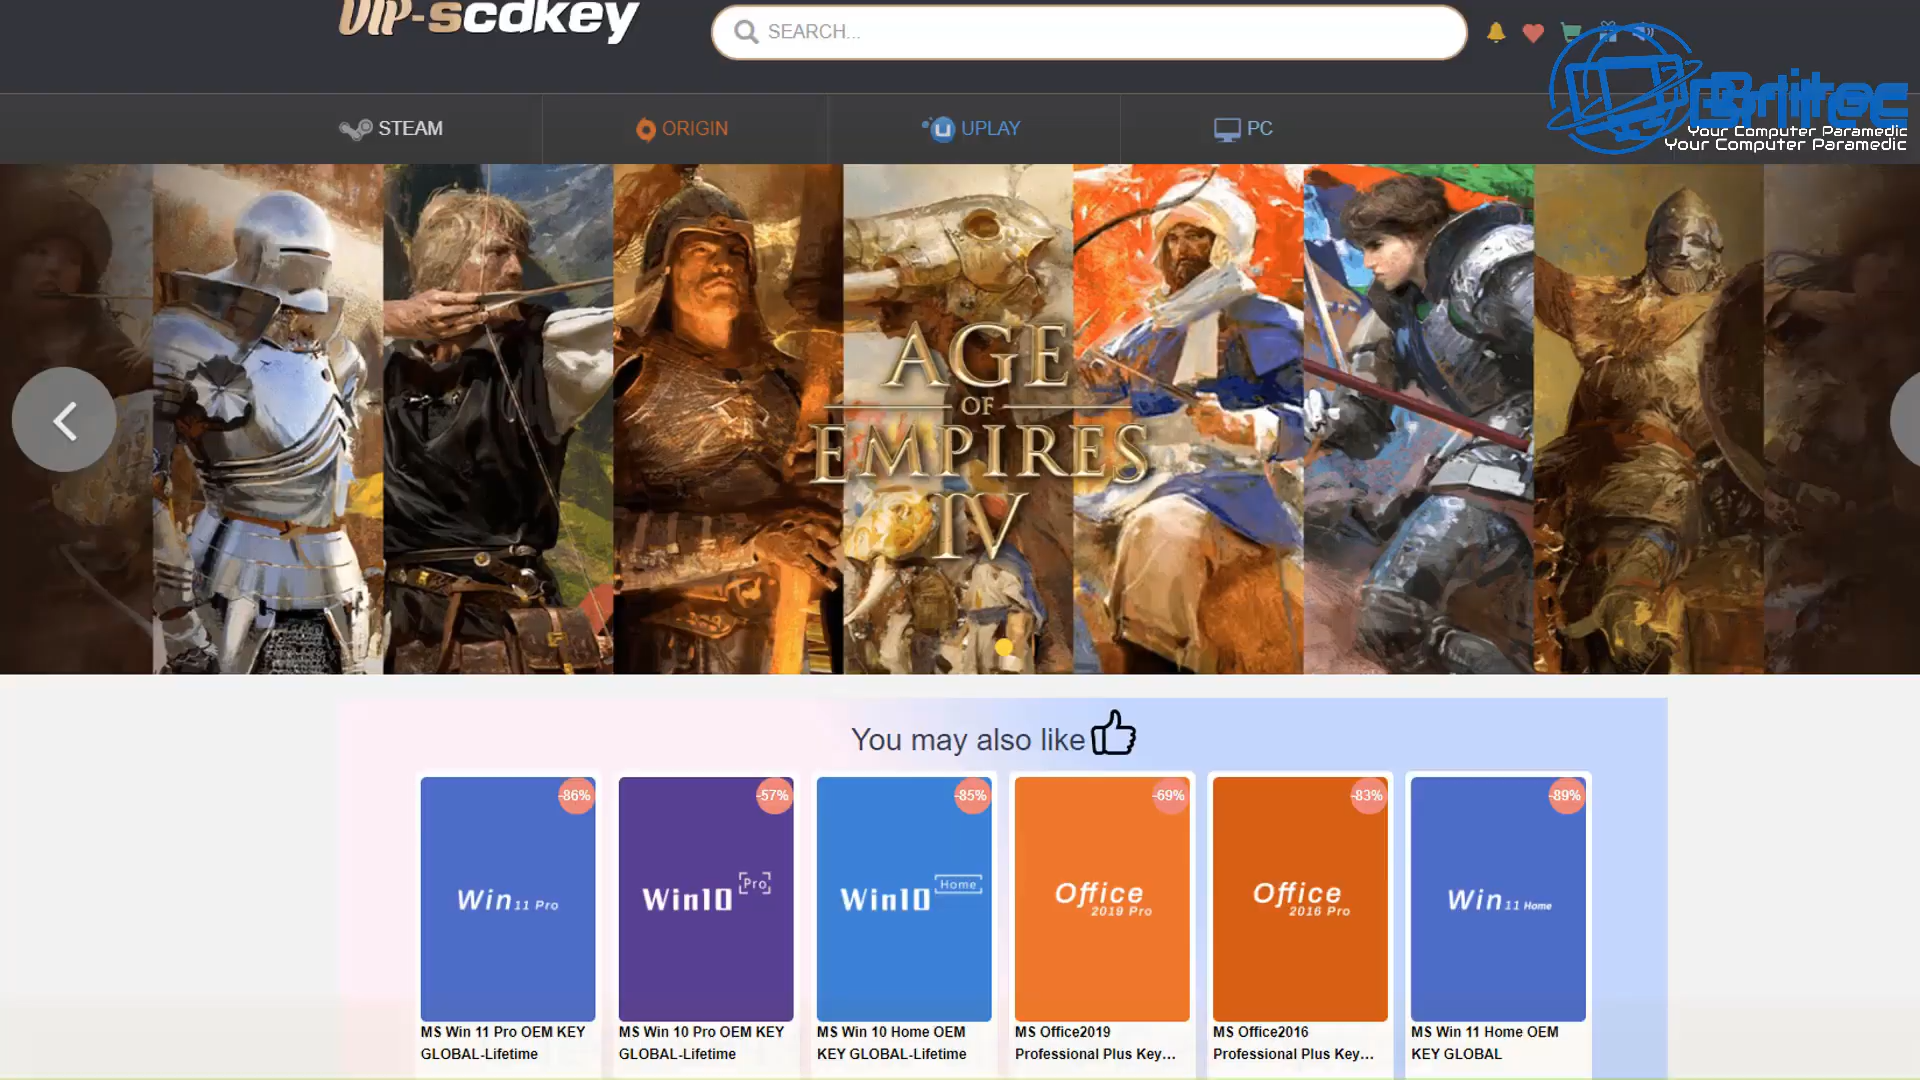 VIP-scdkey
SEARCH...
Britec
Your Computer Paramedic
Your Computer Paramedic
STEAM
ORIGIN
UPLAY
PC
AGE
OF
EMPIRES
IV
You may also like
-86%
-57%
-85%
-69%
-83%
-89%
Win 11 Pro
Win10 Pro
Win10 Home
Office
2019 Pro
Office
2016 Pro
Win 11 Home
MS Win 11 Pro OEM KEY
GLOBAL-Lifetime
MS Win 10 Pro OEM KEY
GLOBAL-Lifetime
MS Win 10 Home OEM
KEY GLOBAL-Lifetime
MS Office2019
Professional Plus Key...
MS Office2016
Professional Plus Key...
MS Win 11 Home OEM
KEY GLOBAL